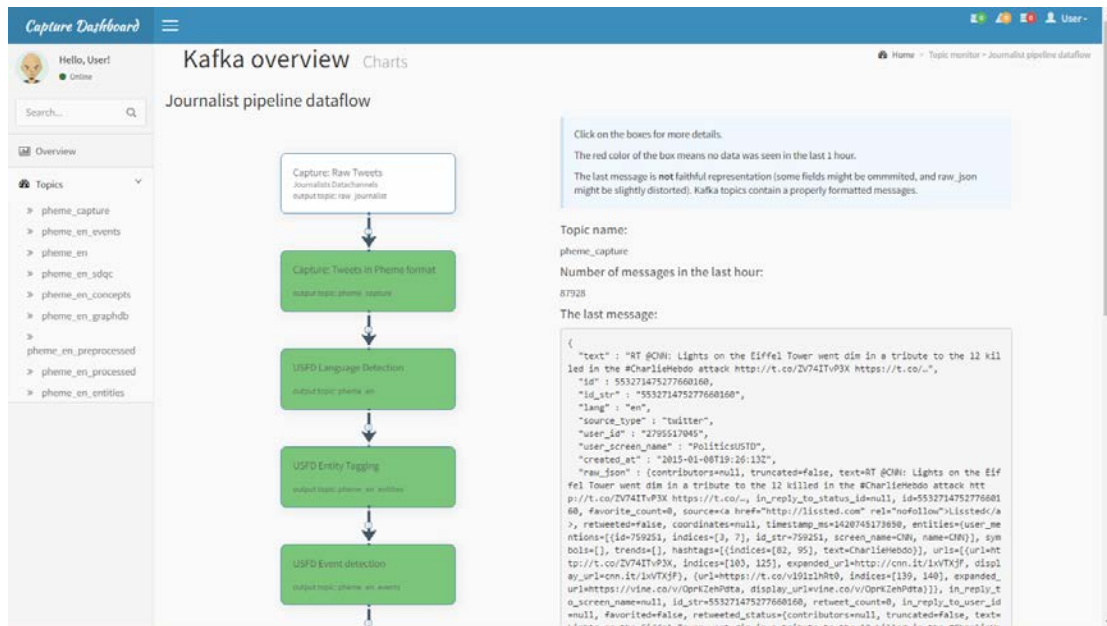 Capture Dashboard
User
Hello, User!
Online
Search...
Overview
Topics
» pheme_capture
» pheme_en_events
» pheme_en
» pheme_en_sdqc
» pheme_en_concepts
» pheme_en_graphdb
»
pheme_en_preprocessed
» pheme_en_processed
» pheme_en_entities
Kafka overview Charts
Home > Topic monitor > Journalist pipeline dataflow
Journalist pipeline dataflow
Capture: Raw Tweets
Journalists Datachannels
output topic: raw_journalist
Capture: Tweets in Pheme format
output topic: pheme_capture
USFD Language Detection
output topic: pheme_en
USFD Entity Tagging
output topic: pheme_en_entities
USFD Event detection
output topic: pheme_en_events
Click on the boxes for more details.
The red color of the box means no data was seen in the last 1 hour.
The last message is not faithful representation (some fields might be ommmited, and raw_json
might be slightly distorted). Kafka topics contain a properly formatted messages.
Topic name:
pheme_capture
Number of messages in the last hour:
87928
The last message:
{
"text" : "RT @CNN: Lights on the Eiffel Tower went dim in a tribute to the 12 kil
led in the #CharlieHebdo attack http://t.co/ZV74ITvP3X https://t.co/…",
"id" : 553271475277660160,
"id_str" : "553271475277660160",
"lang" : "en",
"source_type" : "twitter",
"user_id" : "2795517045",
"user_screen_name" : "PoliticsUSTD",
"created_at" : "2015-01-08T19:26:13Z",
"raw_json" : {contributors=null, truncated=false, text=RT @CNN: Lights on the Eif
fel Tower went dim in a tribute to the 12 killed in the #CharlieHebdo attack htt
p://t.co/ZV74ITvP3X https://t.co/…, in_reply_to_status_id=null, id=5532714752776601
60, favorite_count=0, source=<a href="http://lissted.com" rel="nofollow">Lissted</a
>, retweeted=false, coordinates=null, timestamp_ms=1420745173650, entities={user_me
ntions=[{id=759251, indices=[3, 7], id_str=759251, screen_name=CNN, name=CNN}], sym
bols=[], trends=[], hashtags=[{indices=[82, 95], text=CharlieHebdo}], urls=[{url=ht
tp://t.co/ZV74ITvP3X, indices=[103, 125], expanded_url=http://cnn.it/1xVTXjF, displ
ay_url=cnn.it/1xVTXjF}, {url=https://t.co/v191zlhRt0, indices=[139, 140], expanded_
url=https://vine.co/v/OprKZehPdta, display_url=vine.co/v/OprKZehPdta}]}, in_reply_t
o_screen_name=null, id_str=553271475277660160, retweet_count=0, in_reply_to_user_id
=null, favorited=false, retweeted_status={contributors=null, truncated=false, text=